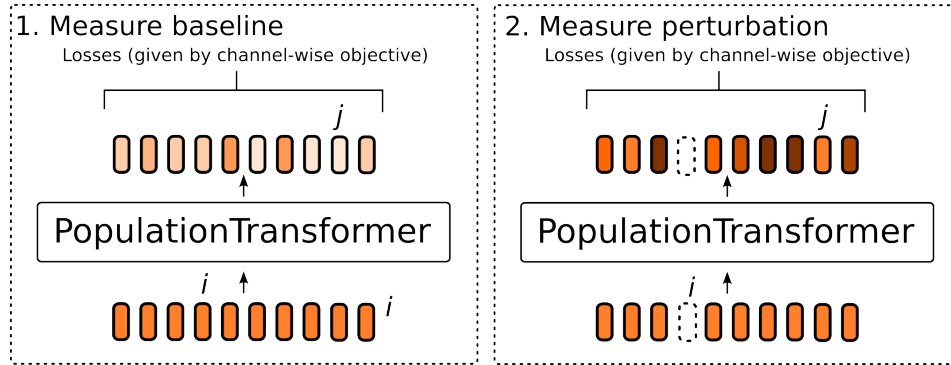 1. Measure baseline
Losses (given by channel-wise objective)
j
PopulationTransformer
i
i
2. Measure perturbation
Losses (given by channel-wise objective)
j
PopulationTransformer
i